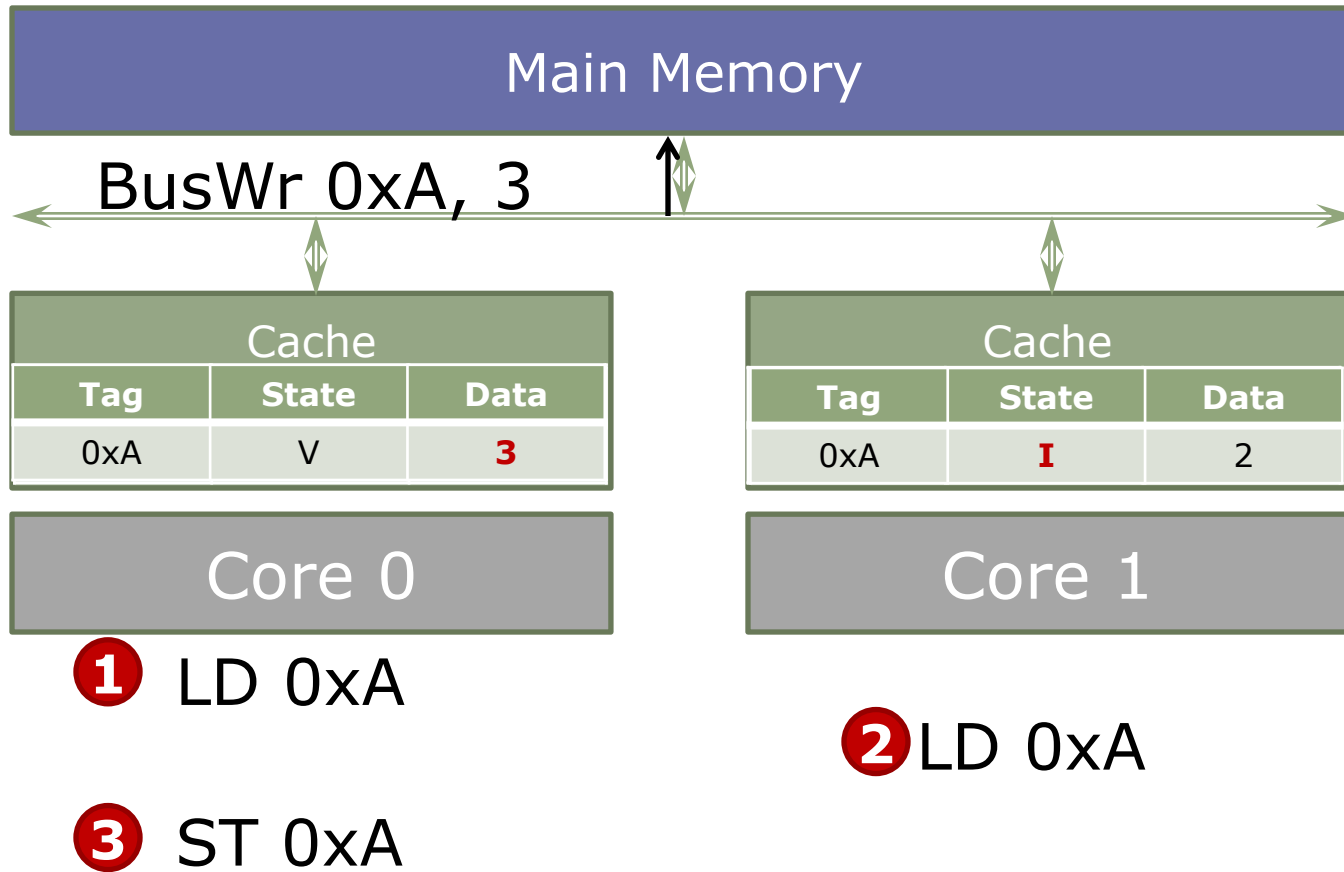 Main Memory
BusWr 0xA, 3
Cache
Tag State Data
0xA V 3
Cache
Tag State Data
0xA I 2
Core 0
Core 1
1 LD 0xA
2 LD 0xA
3 ST 0xA